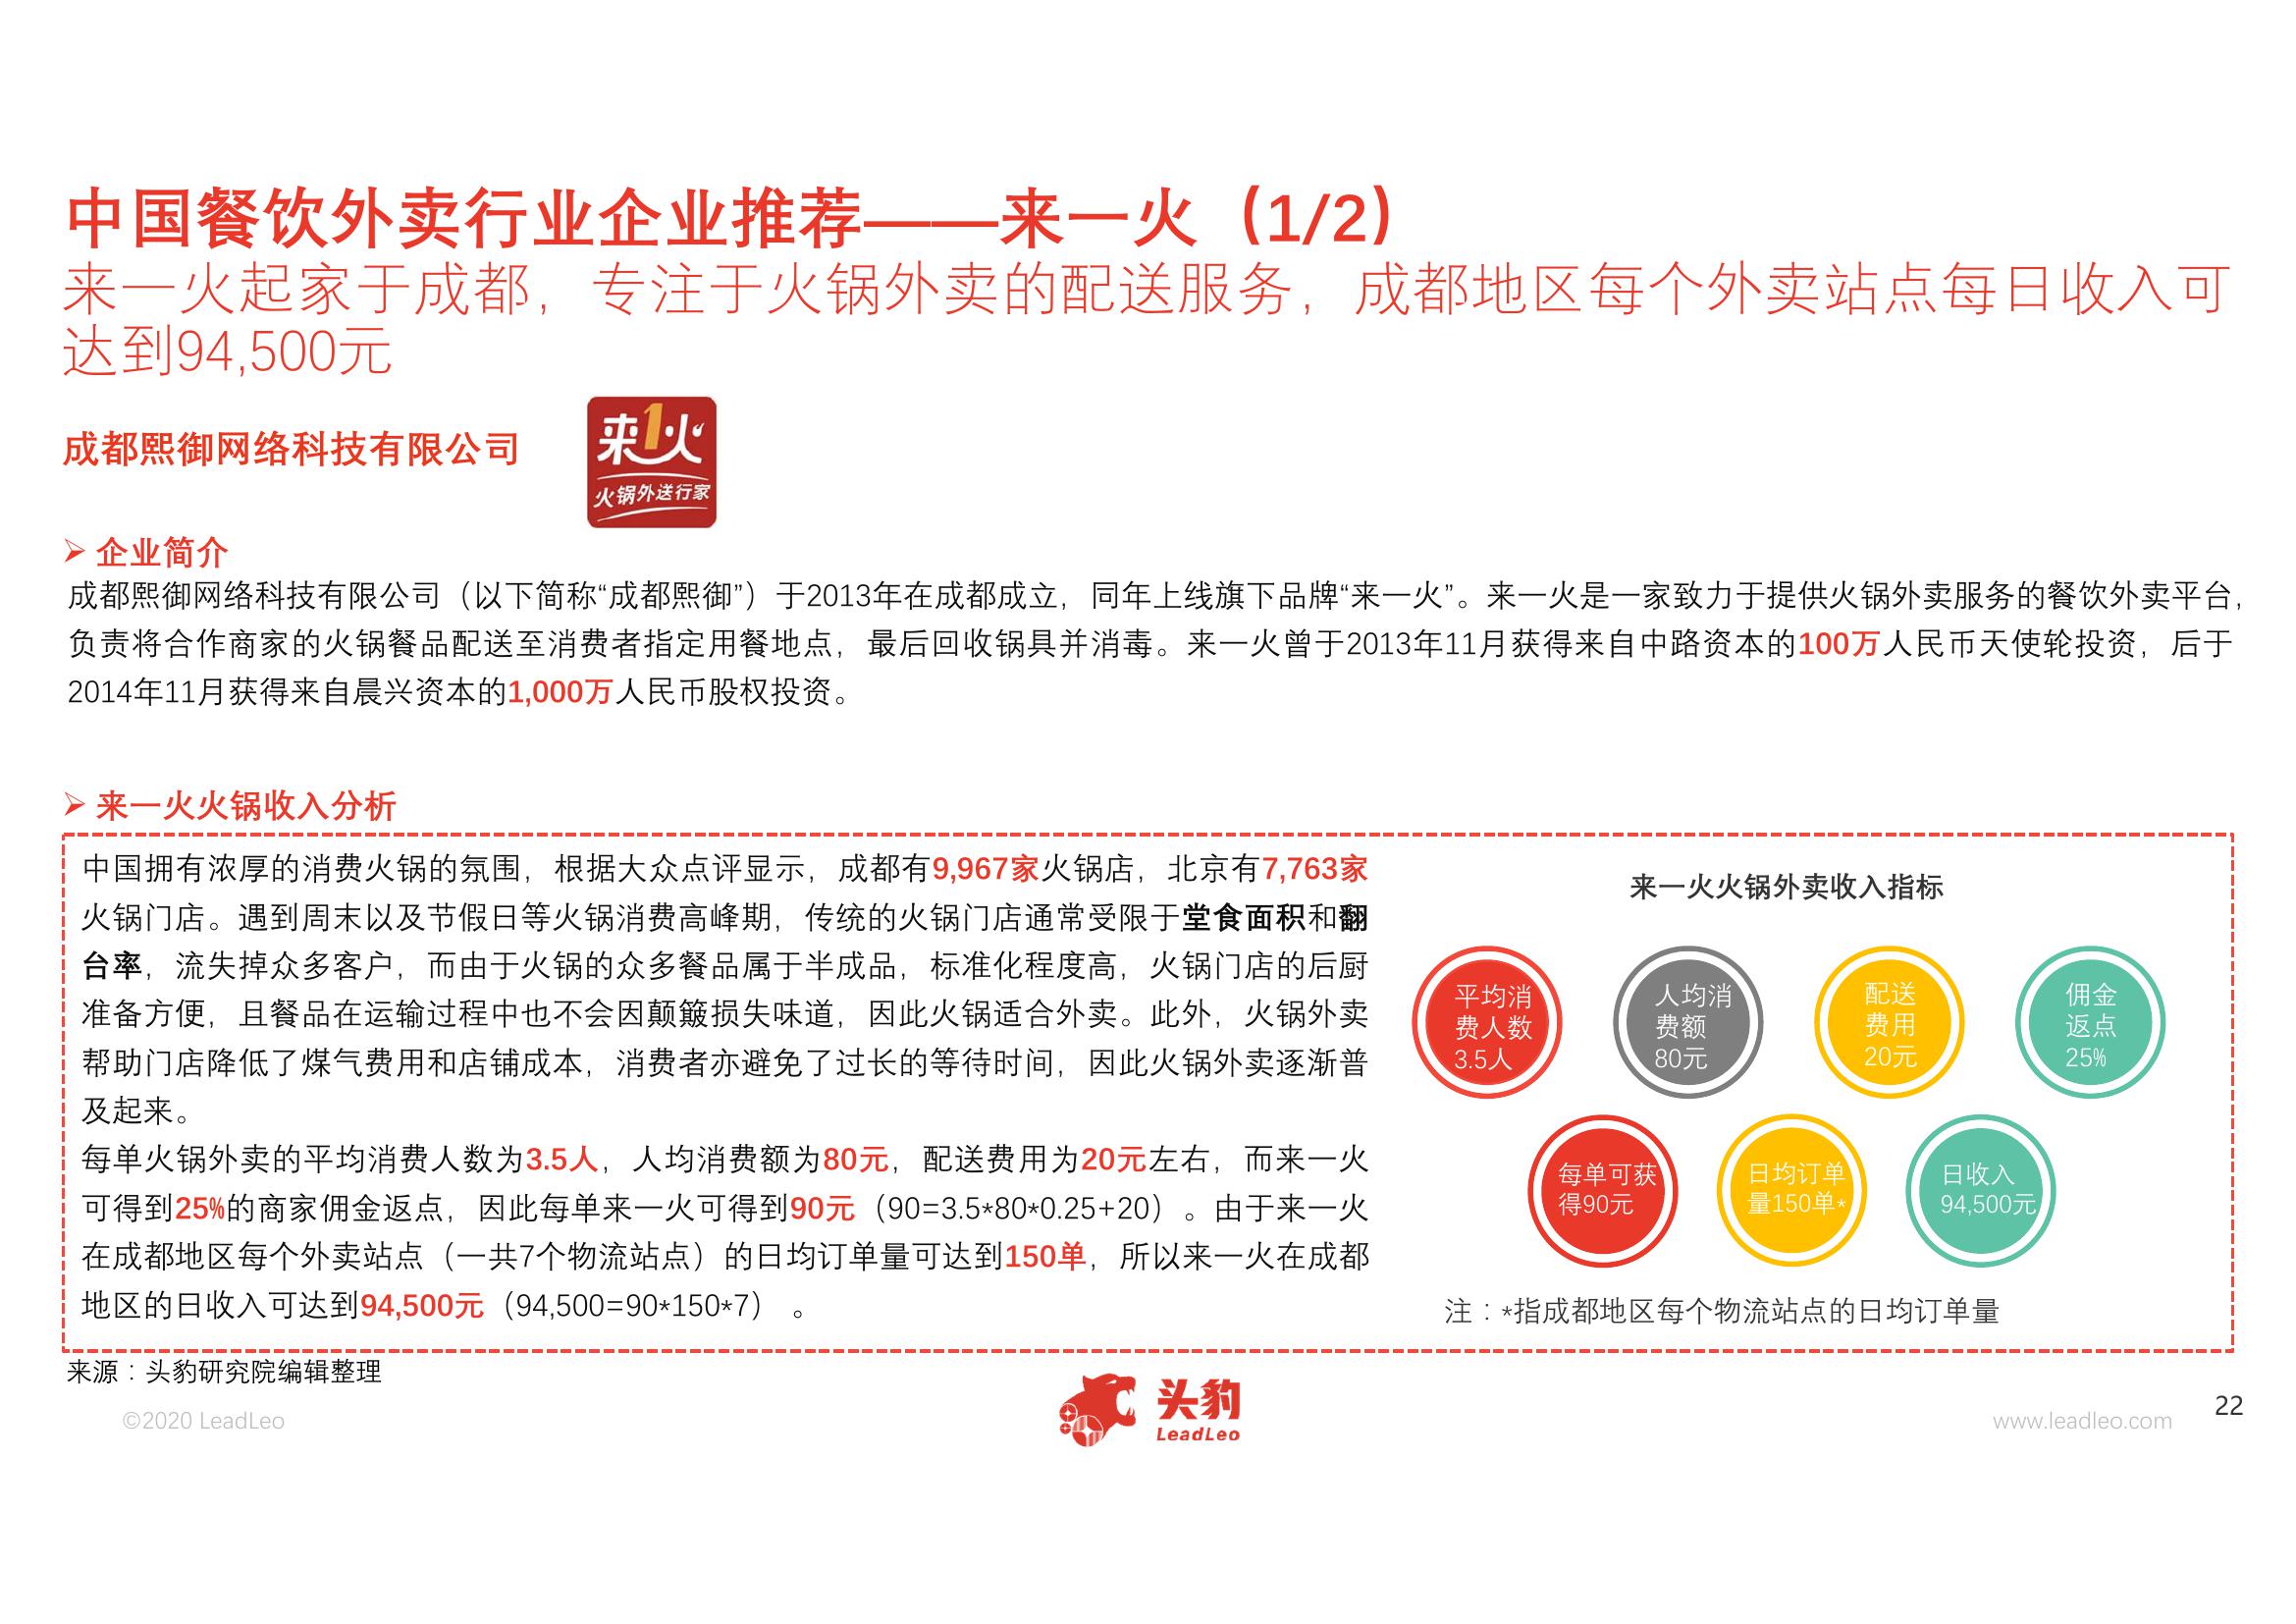 中国餐饮外卖行业企业推荐——来一火（1/2）
来一火起家于成都，专注于火锅外卖的配送服务，成都地区每个外卖站点每日收入可
达到94,500元
成都熙御网络科技有限公司
来1火
火锅外送行家
➢ 企业简介
成都熙御网络科技有限公司（以下简称“成都熙御”）于2013年在成都成立，同年上线旗下品牌“来一火”。来一火是一家致力于提供火锅外卖服务的餐饮外卖平台，
负责将合作商家的火锅餐品配送至消费者指定用餐地点，最后回收锅具并消毒。来一火曾于2013年11月获得来自中路资本的100万人民币天使轮投资，后于
2014年11月获得来自晨兴资本的1,000万人民币股权投资。
➢ 来一火火锅收入分析
中国拥有浓厚的消费火锅的氛围，根据大众点评显示，成都有9,967家火锅店，北京有7,763家
火锅门店。遇到周末以及节假日等火锅消费高峰期，传统的火锅门店通常受限于堂食面积和翻
台率，流失掉众多客户，而由于火锅的众多餐品属于半成品，标准化程度高，火锅门店的后厨
准备方便，且餐品在运输过程中也不会因颠簸损失味道，因此火锅适合外卖。此外，火锅外卖
帮助门店降低了煤气费用和店铺成本，消费者亦避免了过长的等待时间，因此火锅外卖逐渐普
及起来。
每单火锅外卖的平均消费人数为3.5人，人均消费额为80元，配送费用为20元左右，而来一火
可得到25%的商家佣金返点，因此每单来一火可得到90元（90=3.5*80*0.25+20）。由于来一火
在成都地区每个外卖站点（一共7个物流站点）的日均订单量可达到150单，所以来一火在成都
地区的日收入可达到94,500元（94,500=90*150*7） 。
来一火火锅外卖收入指标
平均消
费人数
3.5人
人均消
费额
80元
配送
费用
20元
佣金
返点
25%
每单可获
得90元
日均订单
量150单*
日收入
94,500元
注：*指成都地区每个物流站点的日均订单量
来源：头豹研究院编辑整理
©2020 LeadLeo
头豹
LeadLeo
www.leadleo.com
22